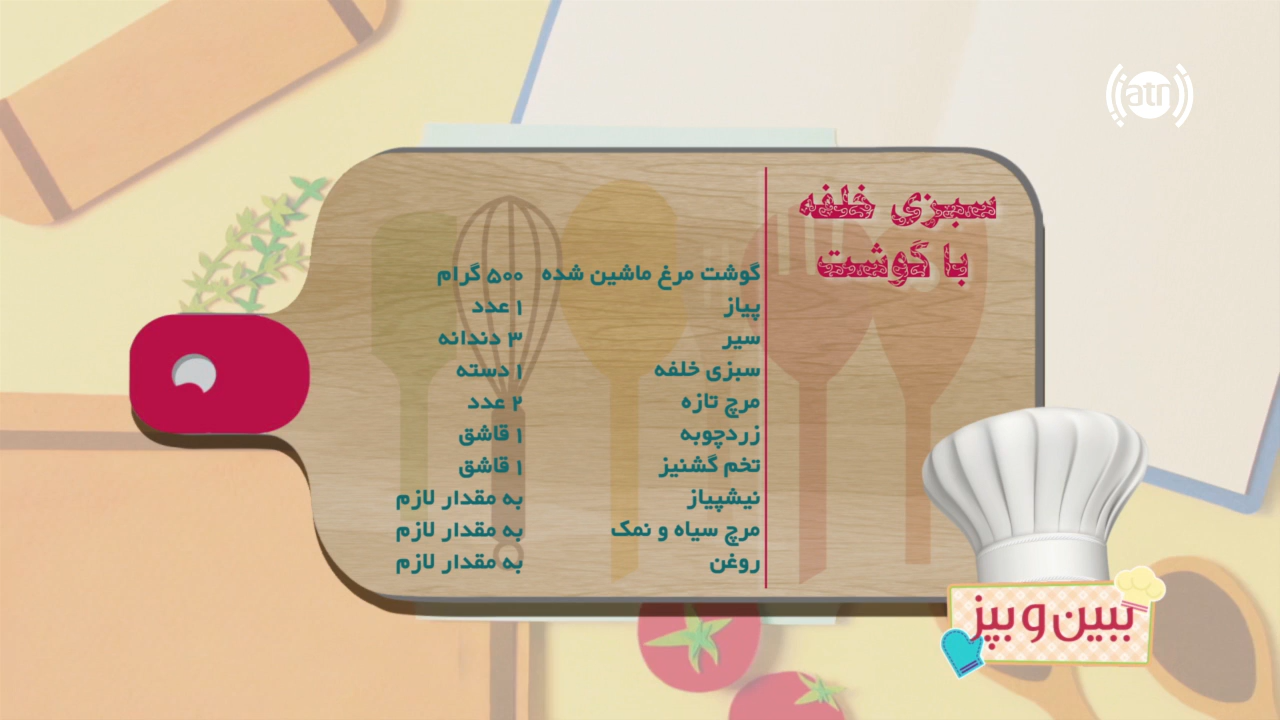 atn
سبزی خلفه
با گوشت
گوشت مرغ ماشین شده ۵۰۰ گرام
پیاز ۱ عدد
سیر ۳ دندانه
سبزی خلفه ۱ دسته
مرچ تازه ۲ عدد
زردچوبه ۱ قاشق
تخم گشنیز ۱ قاشق
نیشپیاز به مقدار لازم
مرچ سیاه و نمک به مقدار لازم
روغن به مقدار لازم
ببین و بپز